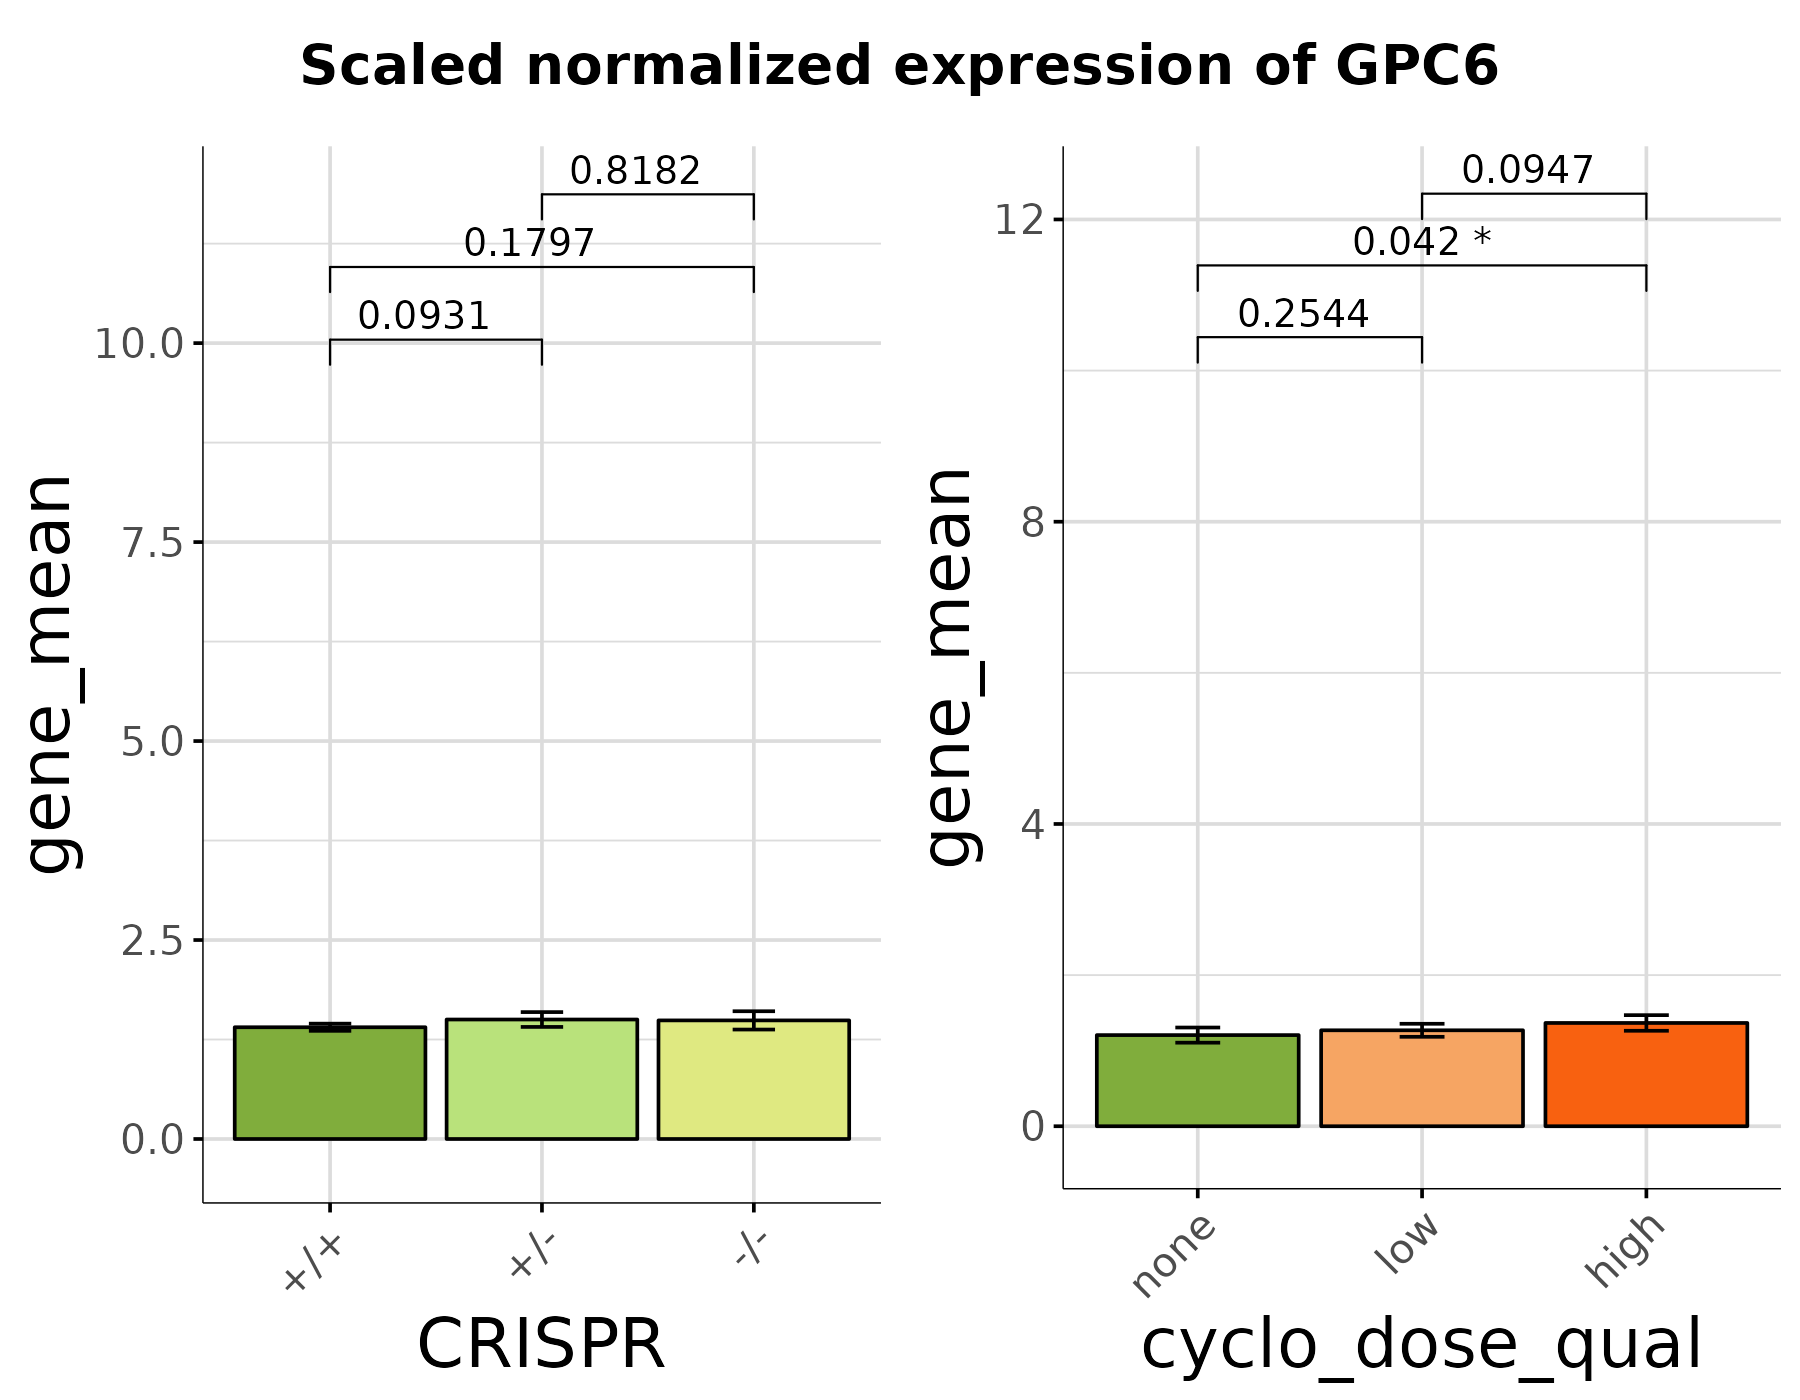 Scaled normalized expression of GPC6
0.8182
0.1797
0.0931
10.0
7.5
5.0
2.5
0.0
gene_mean
+/+
+/-
-/-
CRISPR
0.0947
0.042 *
0.2544
12
8
4
0
gene_mean
none
low
high
cyclo_dose_qual